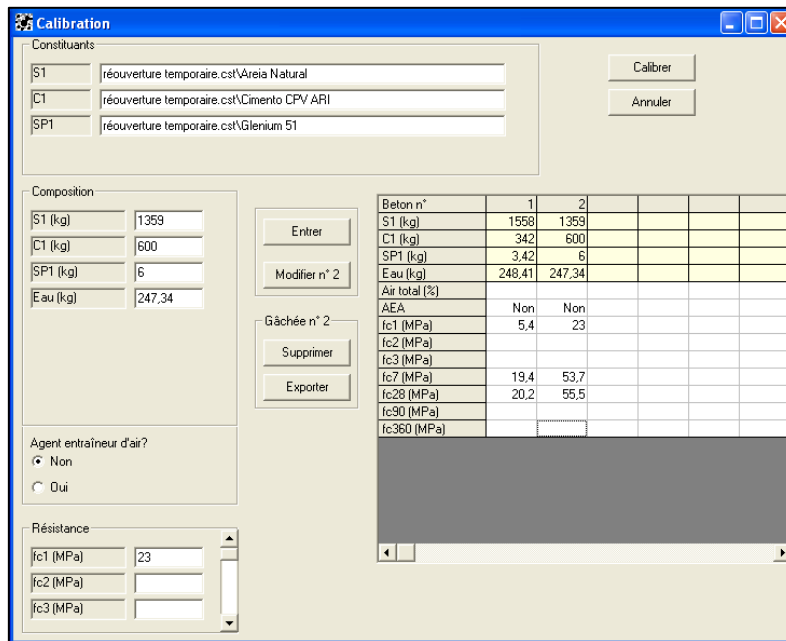 Calibration
Constituants
S1 réouverture temporaire.cst\Areia Natural
C1 réouverture temporaire.cst\Cimento CPV ARI
SP1 réouverture temporaire.cst\Glenium 51
Calibrer
Annuler
Composition
S1 (kg) 1359
C1 (kg) 600
SP1 (kg) 6
Eau (kg) 247,34
Entrer
Modifier n° 2
Gâchée n° 2
Supprimer
Exporter
Agent entraîneur d'air?
Non
Oui
Résistance
fc1 (MPa) 23
fc2 (MPa)
fc3 (MPa)
Beton n° 1 2
S1 (kg) 1558 1359
C1 (kg) 342 600
SP1 (kg) 3,42 6
Eau (kg) 248,41 247,34
Air total (%)
AEA Non Non
fc1 (MPa) 5,4 23
fc2 (MPa)
fc3 (MPa)
fc7 (MPa) 19,4 53,7
fc28 (MPa) 20,2 55,5
fc90 (MPa)
fc360 (MPa)